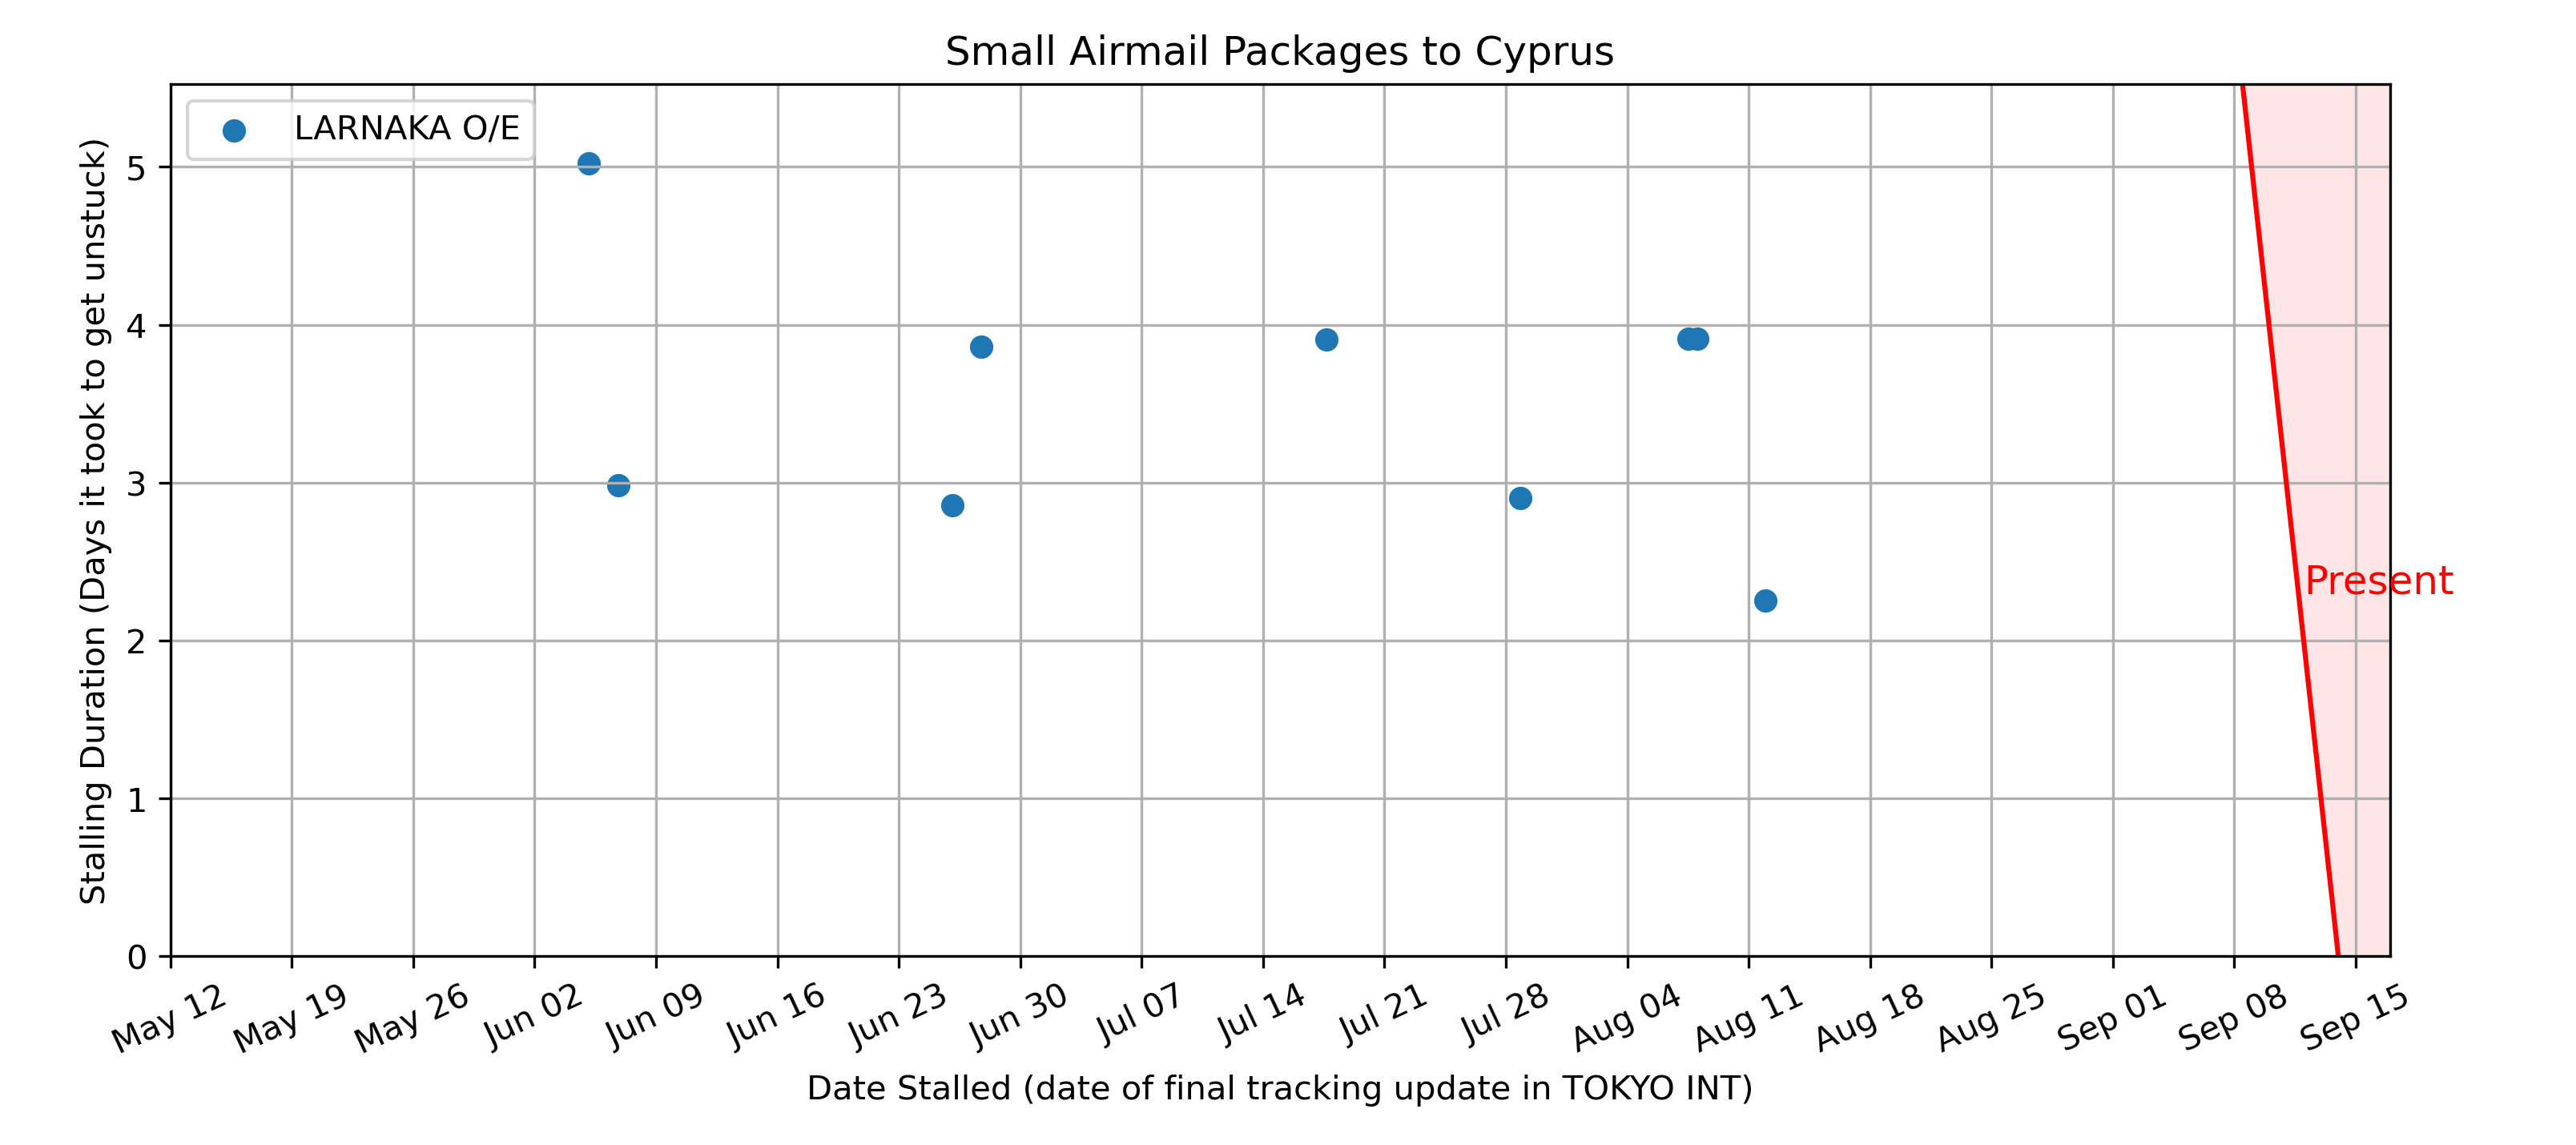 Small Airmail Packages to Cyprus
LARNAKA O/E
Stalling Duration (Days it took to get unstuck)
5
4
3
2
1
0
Present
May 12
May 19
May 26
Jun 02
Jun 09
Jun 16
Jun 23
Jun 30
Jul 07
Jul 14
Jul 21
Jul 28
Aug 04
Aug 11
Aug 18
Aug 25
Sep 01
Sep 08
Sep 15
Date Stalled (date of final tracking update in TOKYO INT)